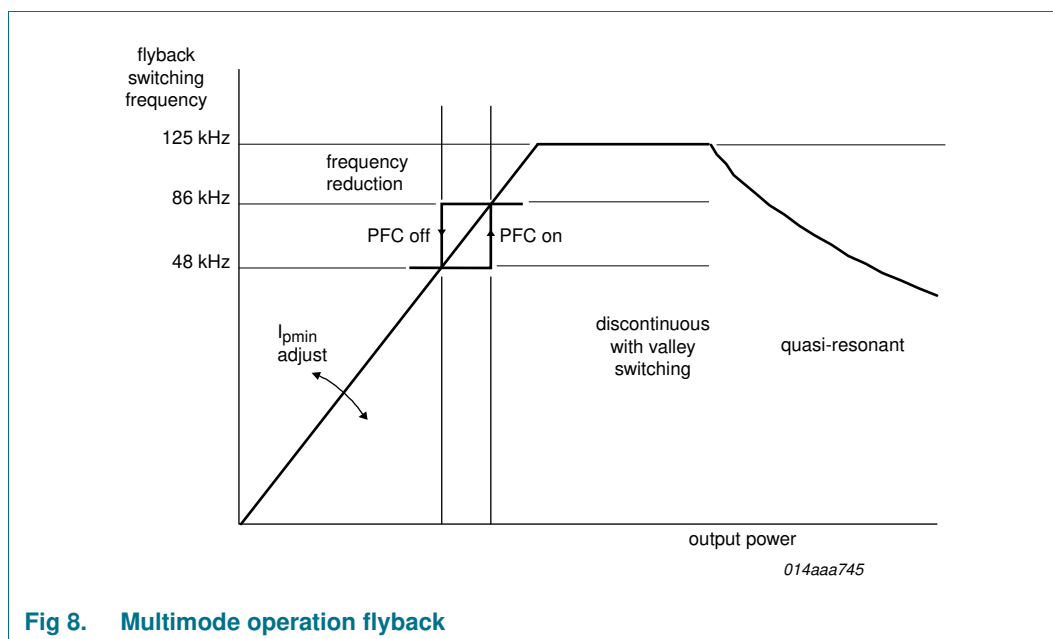 flyback
switching
frequency
125 kHz
frequency
reduction
86 kHz
PFC off
PFC on
48 kHz
Ipmin
adjust
discontinuous
with valley
switching
quasi-resonant
output power
014aaa745
Fig 8. Multimode operation flyback